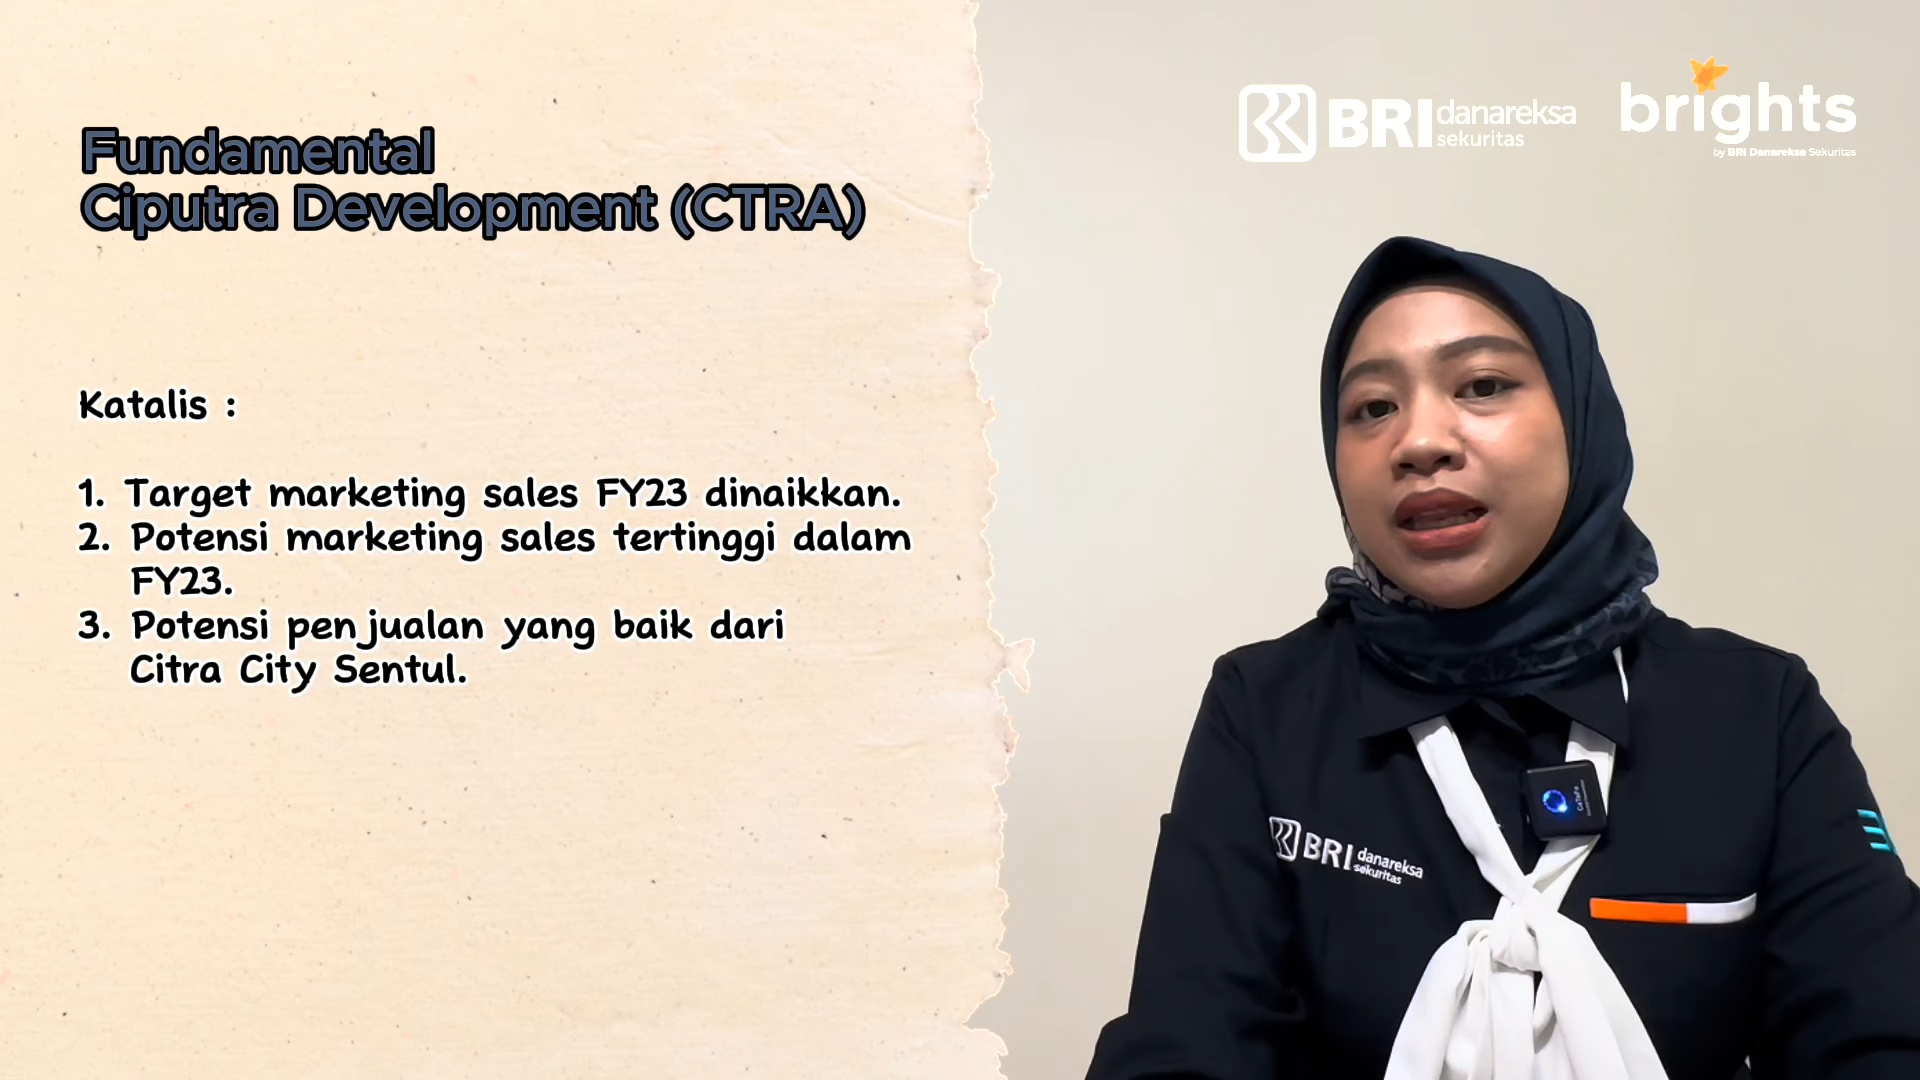 Fundamental
Ciputra Development (CTRA)
Katalis :
1. Target marketing sales FY23 dinaikkan.
2. Potensi marketing sales tertinggi dalam
FY23.
3. Potensi penjualan yang baik dari
Citra City Sentul.
BRI danareksa
sekuritas
brights
by BRI Danareksa Sekuritas
BRI danareksa
sekuritas